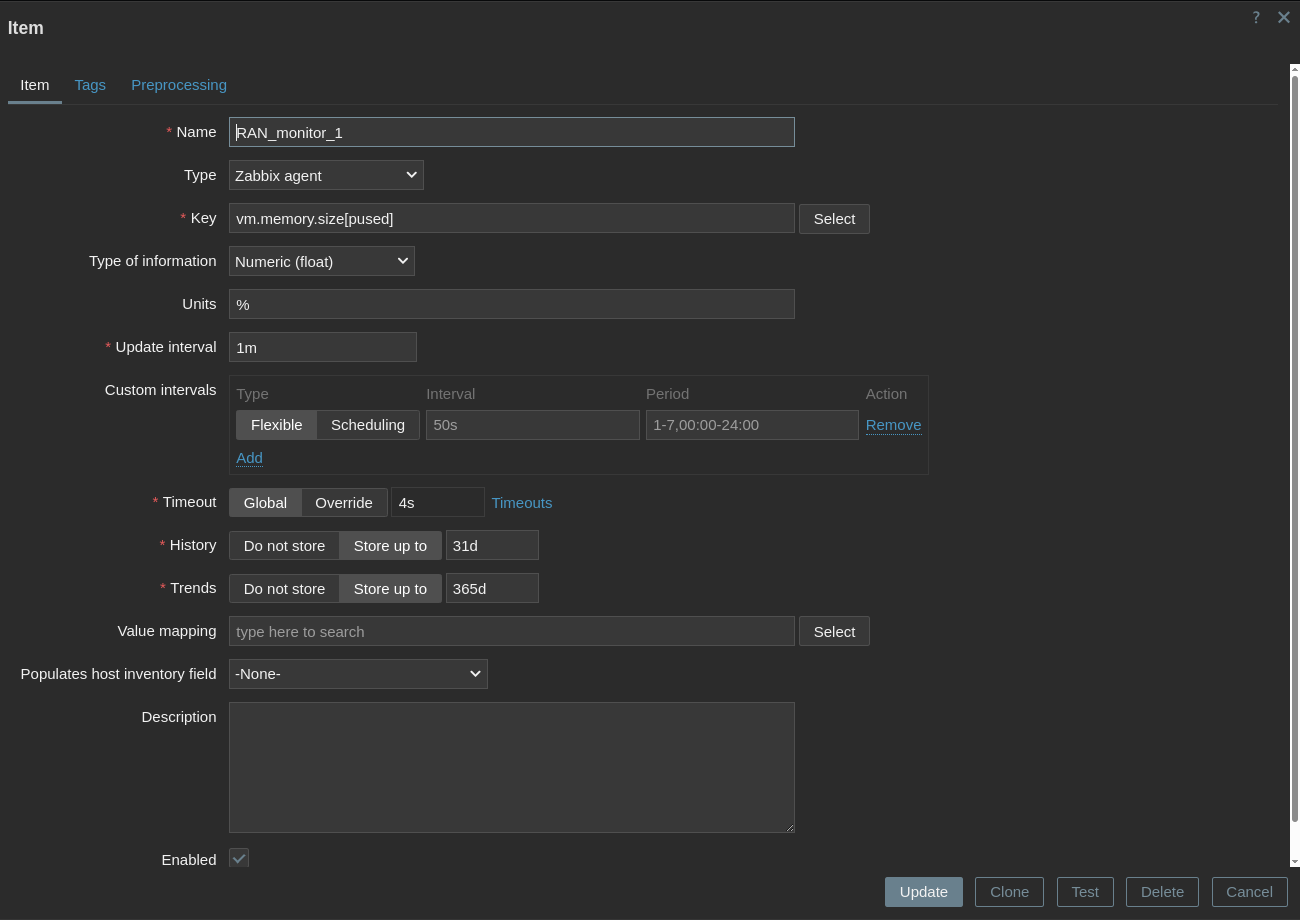 Item
?
Item Tags Preprocessing
* Name RAN_monitor_1
Type Zabbix agent
* Key vm.memory.size[pused] Select
Type of information Numeric (float)
Units %
* Update interval 1m
Custom intervals Type Interval Period Action
Flexible Scheduling 50s 1-7,00:00-24:00 Remove
Add
* Timeout Global Override 4s Timeouts
* History Do not store Store up to 31d
* Trends Do not store Store up to 365d
Value mapping type here to search Select
Populates host inventory field -None-
Description
Enabled
Update Clone Test Delete Cancel